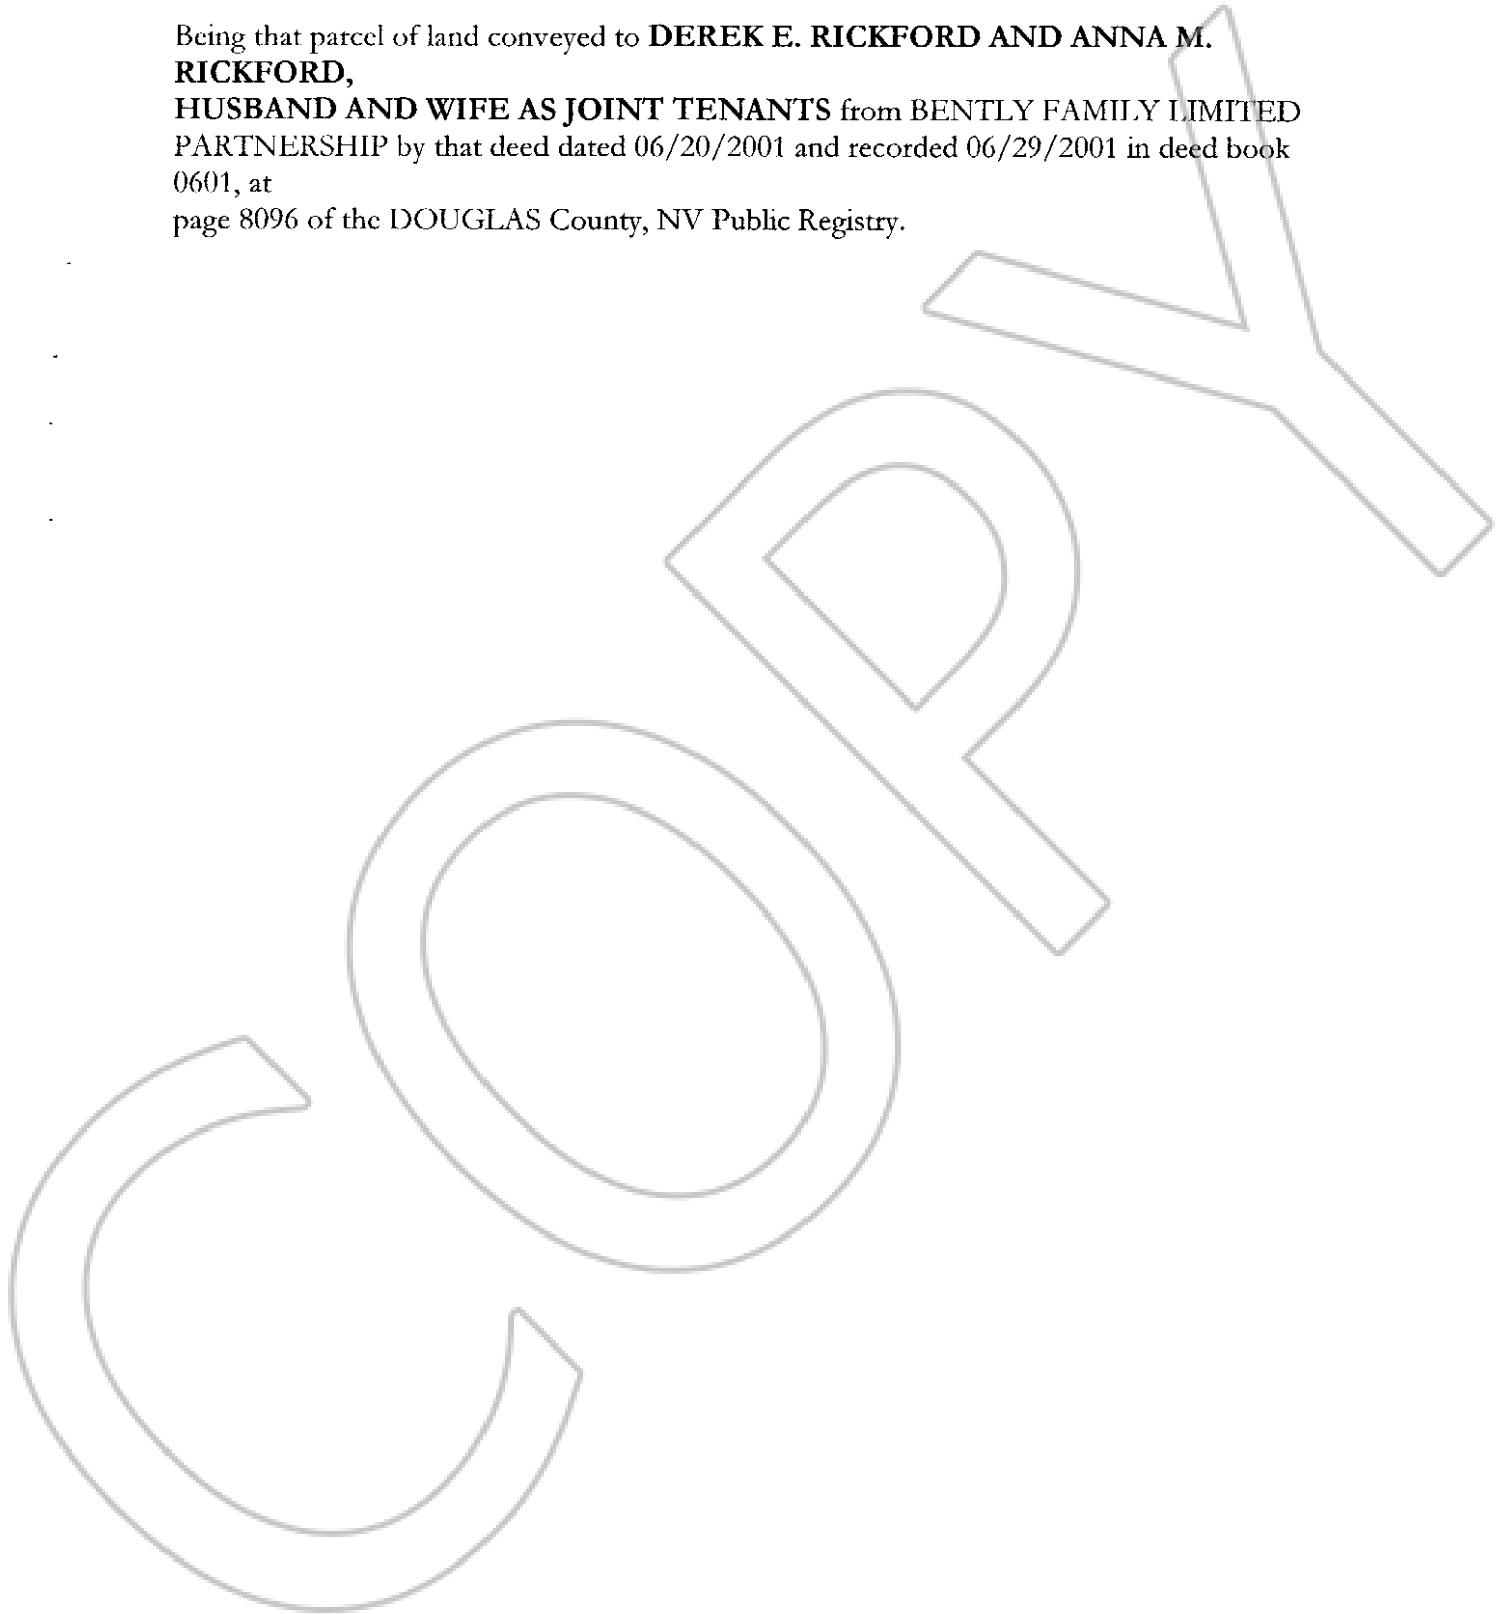 Being that parcel of land conveyed to DEREK E. RICKFORD AND ANNA M.
RICKFORD,
HUSBAND AND WIFE AS JOINT TENANTS from BENTLY FAMILY LIMITED
PARTNERSHIP by that deed dated 06/20/2001 and recorded 06/29/2001 in deed book
0601, at
page 8096 of the DOUGLAS County, NV Public Registry.
COPY